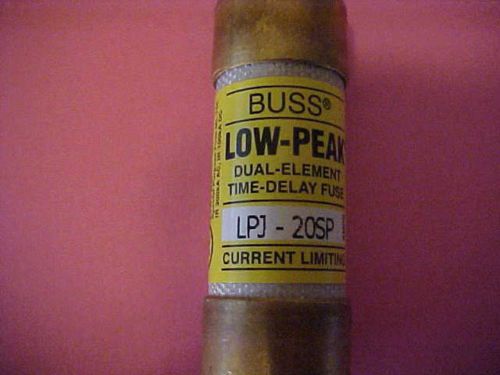 BUSS®
LOW-PEAK
DUAL-ELEMENT
TIME-DELAY FUSE
LPJ - 20SP
CURRENT LIMITING